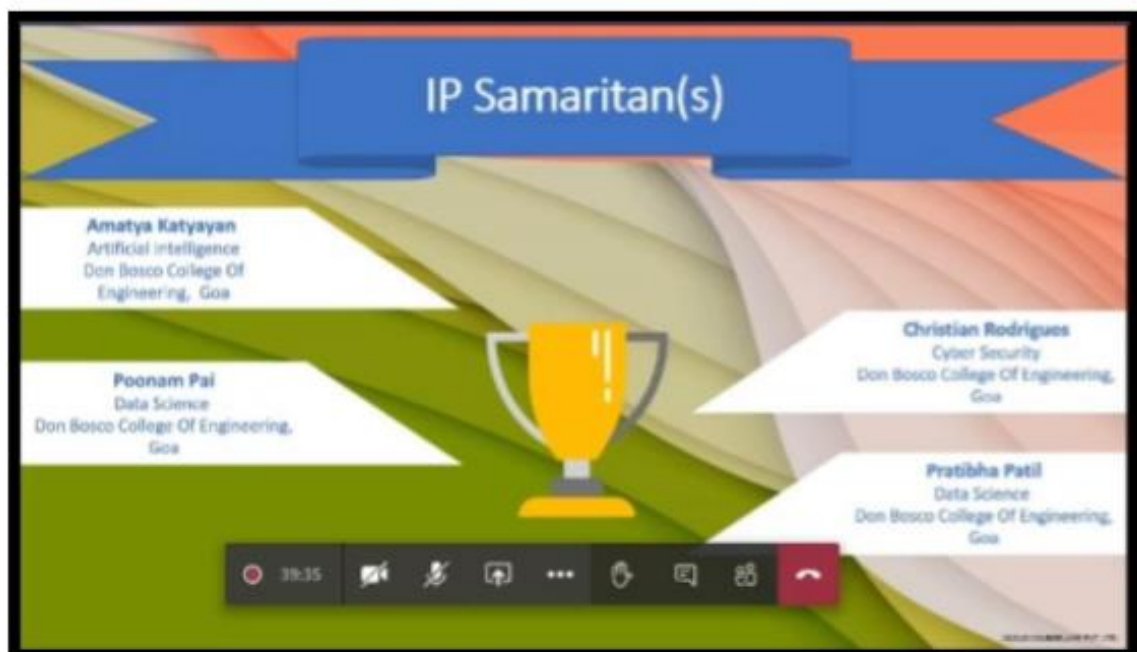 IP Samaritan(s)
Amatya Katyayan
Artificial Intelligence
Don Bosco College Of
Engineering, Goa
Poonam Pai
Data Science
Don Bosco College Of Engineering,
Goa
Christian Rodrigues
Cyber Security
Don Bosco College Of Engineering,
Goa
Pratibha Patil
Data Science
Don Bosco College Of Engineering,
Goa
39:35